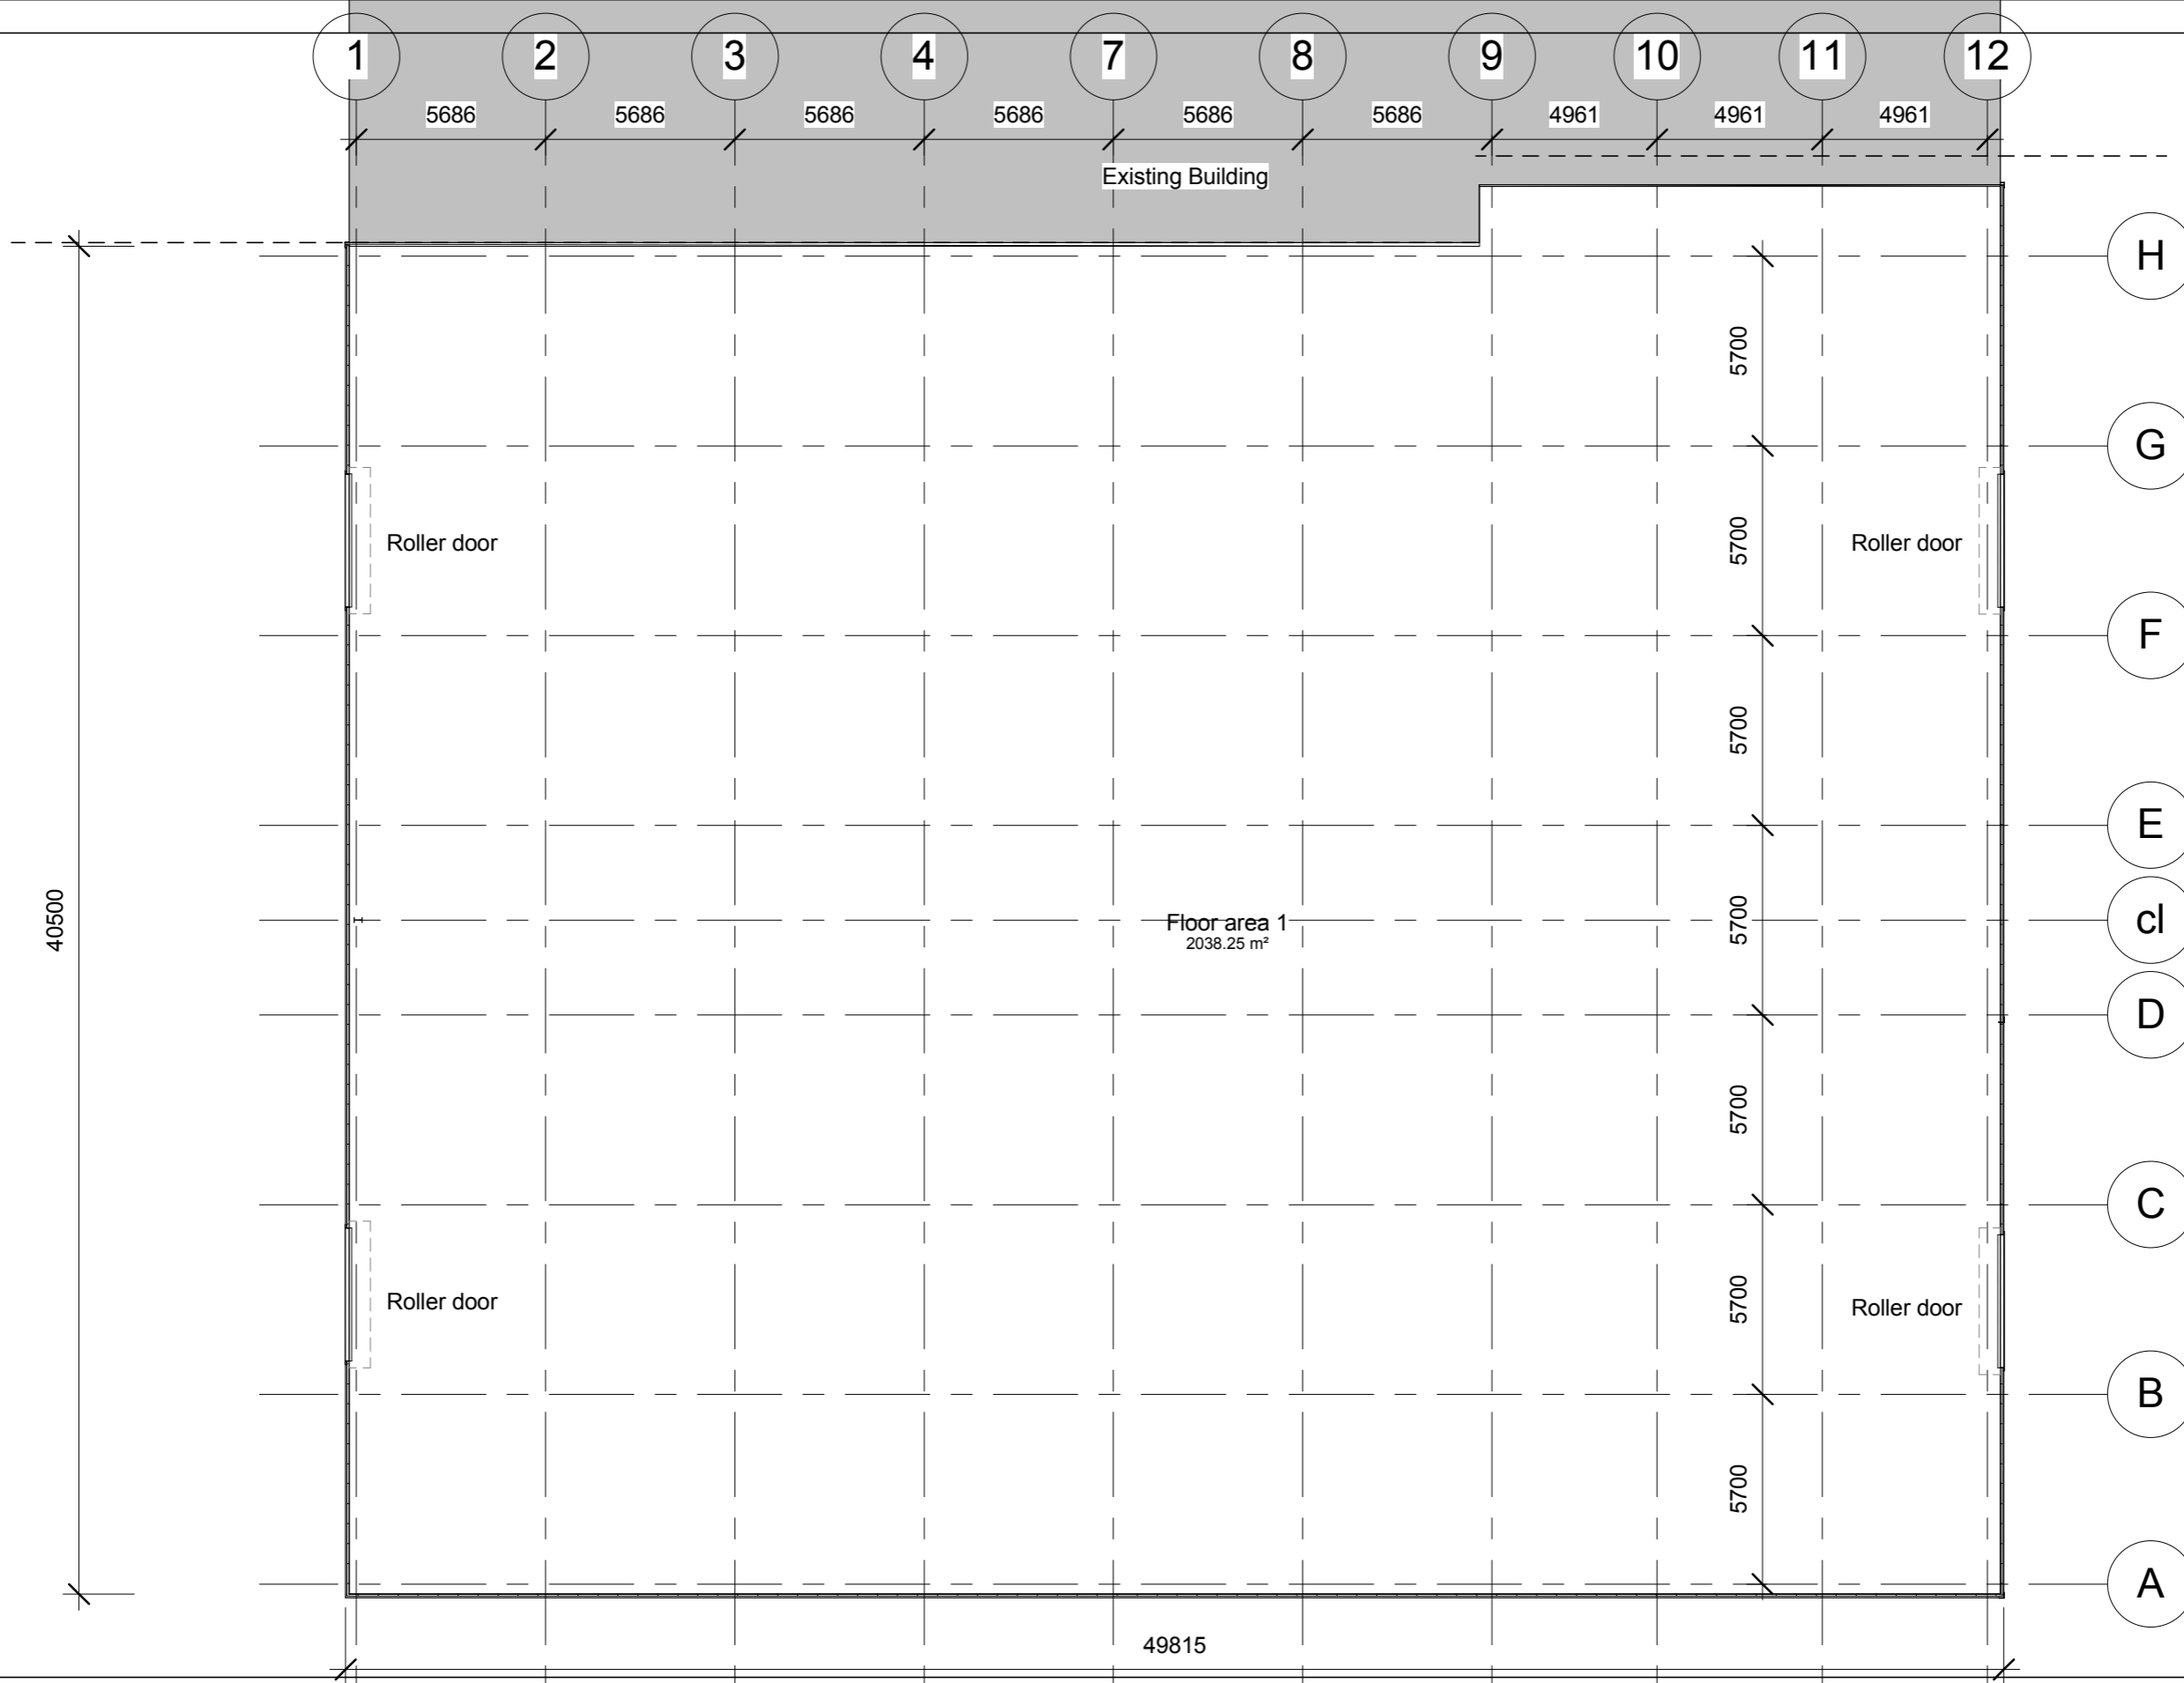 1 2 3 4 7 8 9 10 11 12
5686 5686 5686 5686 5686 5686 4961 4961 4961
Existing Building
H
5700
G
Roller door 5700 Roller door
F
5700
E
40500
Floor area 1 5700 cl
2038.25 m²
D
5700
C
Roller door 5700 Roller door
B
5700
A
49815